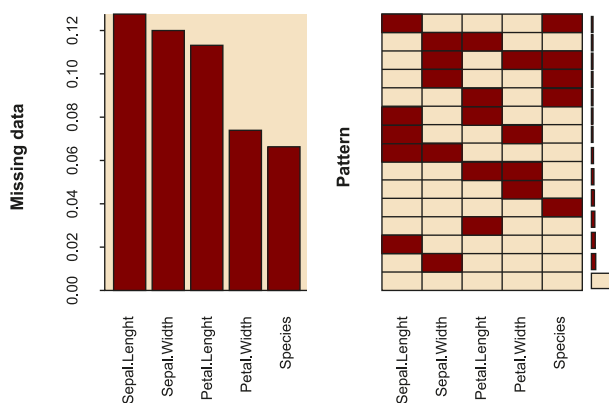 Missing data
0.12
0.10
0.08
0.06
0.04
0.02
0.00
Sepal.Lenght
Sepal.Width
Petal.Lenght
Petal.Width
Species
Pattern
Sepal.Lenght
Sepal.Width
Petal.Lenght
Petal.Width
Species